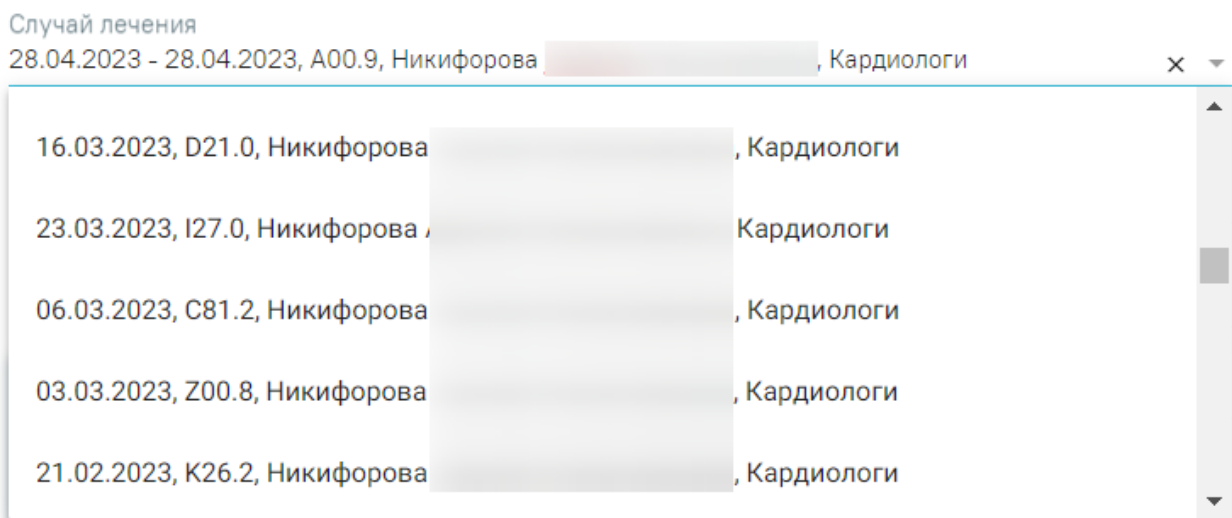 Случай лечения
28.04.2023 - 28.04.2023, A00.9, Никифорова , Кардиологи
16.03.2023, D21.0, Никифорова , Кардиологи
23.03.2023, I27.0, Никифорова Кардиологи
06.03.2023, C81.2, Никифорова , Кардиологи
03.03.2023, Z00.8, Никифорова , Кардиологи
21.02.2023, K26.2, Никифорова , Кардиологи